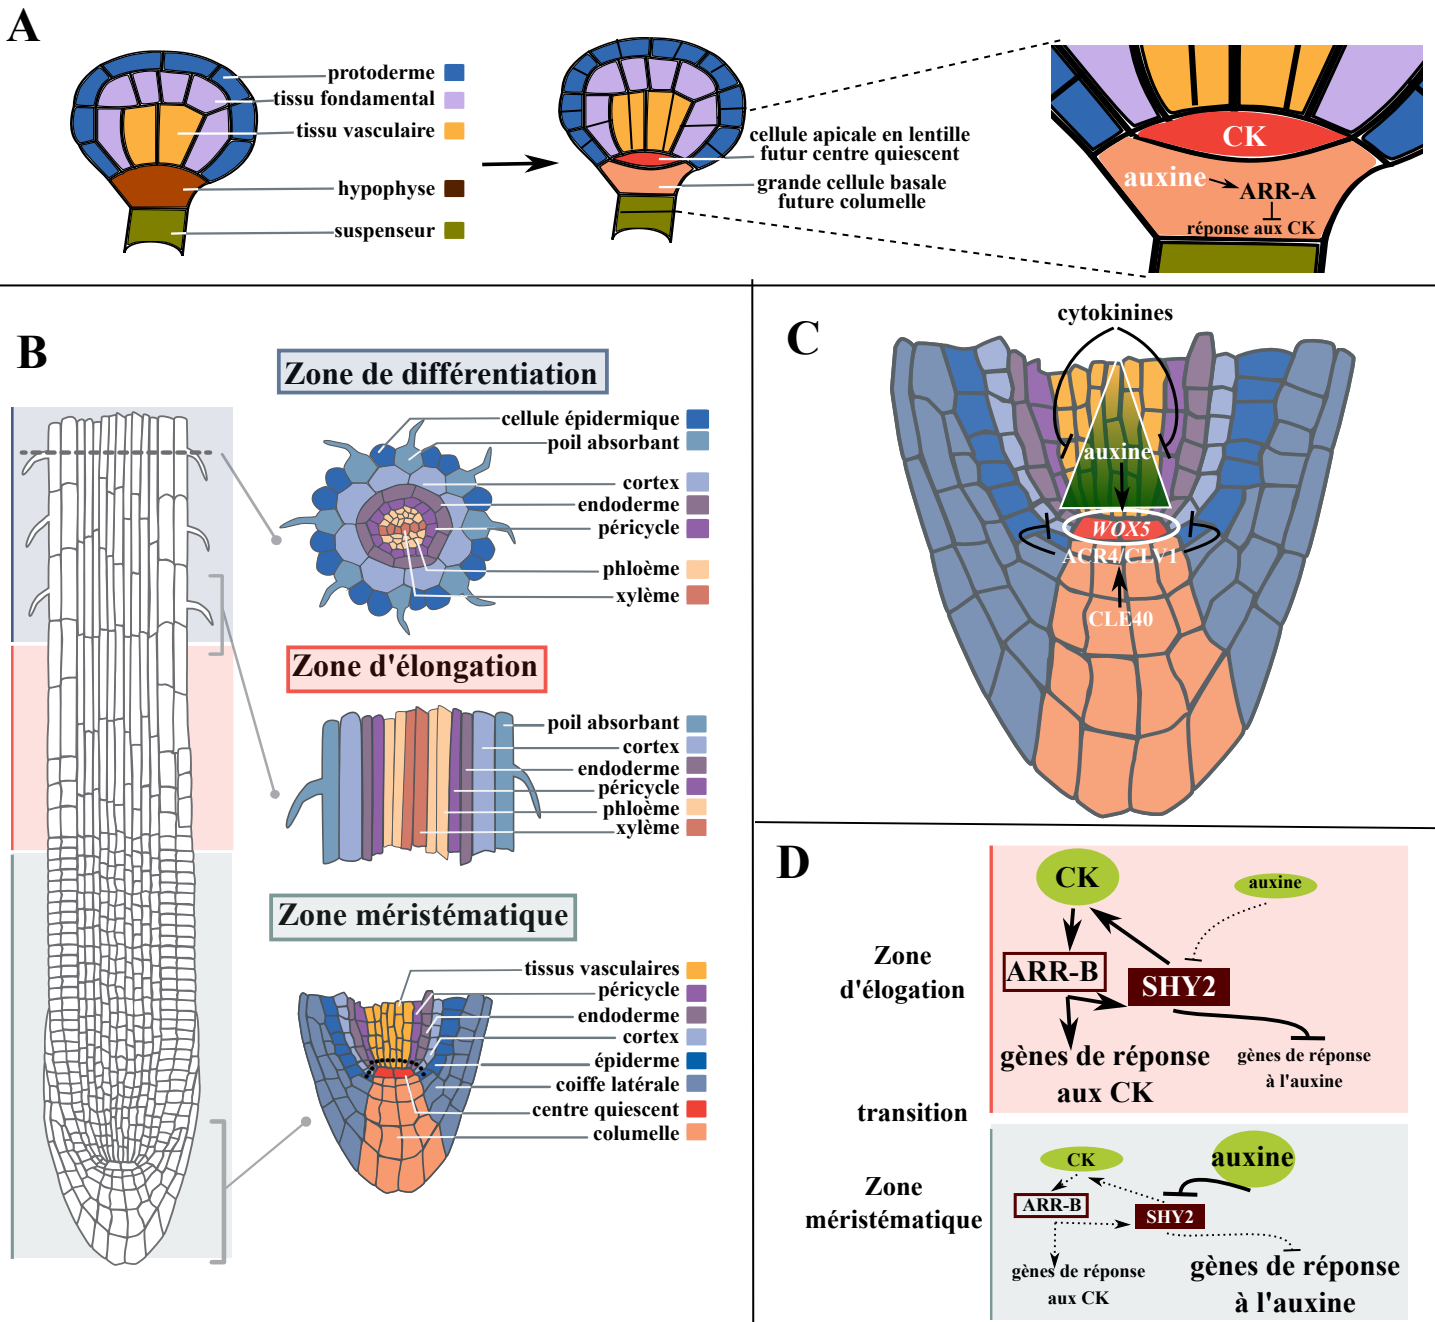 A
protoderme
tissu fondamental
tissu vasculaire
hypophyse
suspenseur
cellule apicale en lentille
futur centre quiescent
grande cellule basale
future columelle
CK
auxine
ARR-A
réponse aux CK
B
Zone de différentiation
cellule épidermique
poil absorbant
cortex
endoderme
péricycle
phloème
xylème
Zone d'élongation
poil absorbant
cortex
endoderme
péricycle
phloème
xylème
Zone méristématique
tissus vasculaires
péricycle
endoderme
cortex
épiderme
coiffe latérale
centre quiescent
columelle
C
cytokinines
auxine
WOX5
ACR4/CLV1
CLE40
D
Zone
d'élogation
transition
Zone
méristématique
CK
auxine
ARR-B
SHY2
gènes de réponse
aux CK
gènes de réponse
à l'auxine
CK
auxine
ARR-B
SHY2
gènes de réponse
aux CK
gènes de réponse
à l'auxine